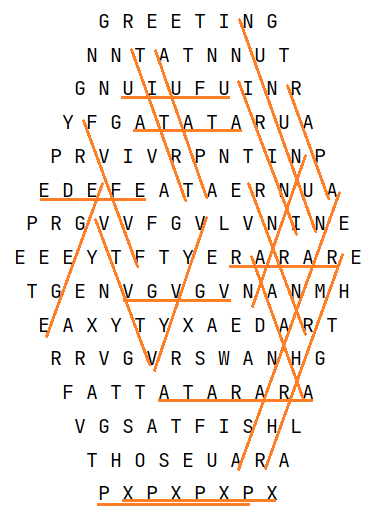 G R E E T I N G
N N T A T N N U T
G N U I U F U I N R
Y F G A T A T A R U A
P R V I V R P N T I N P
E D E F E A T A E R N U A
P R G V V F G V L V N I N E
E E E Y T F T Y E R A R A R E
T G E N V G V G V N A N M H
E A X Y T Y X A E D A R T
R R V G V R S W A N H G
F A T T A T A R A R A
V G S A T F I S H L
T H O S E U A R A
P X P X P X P X